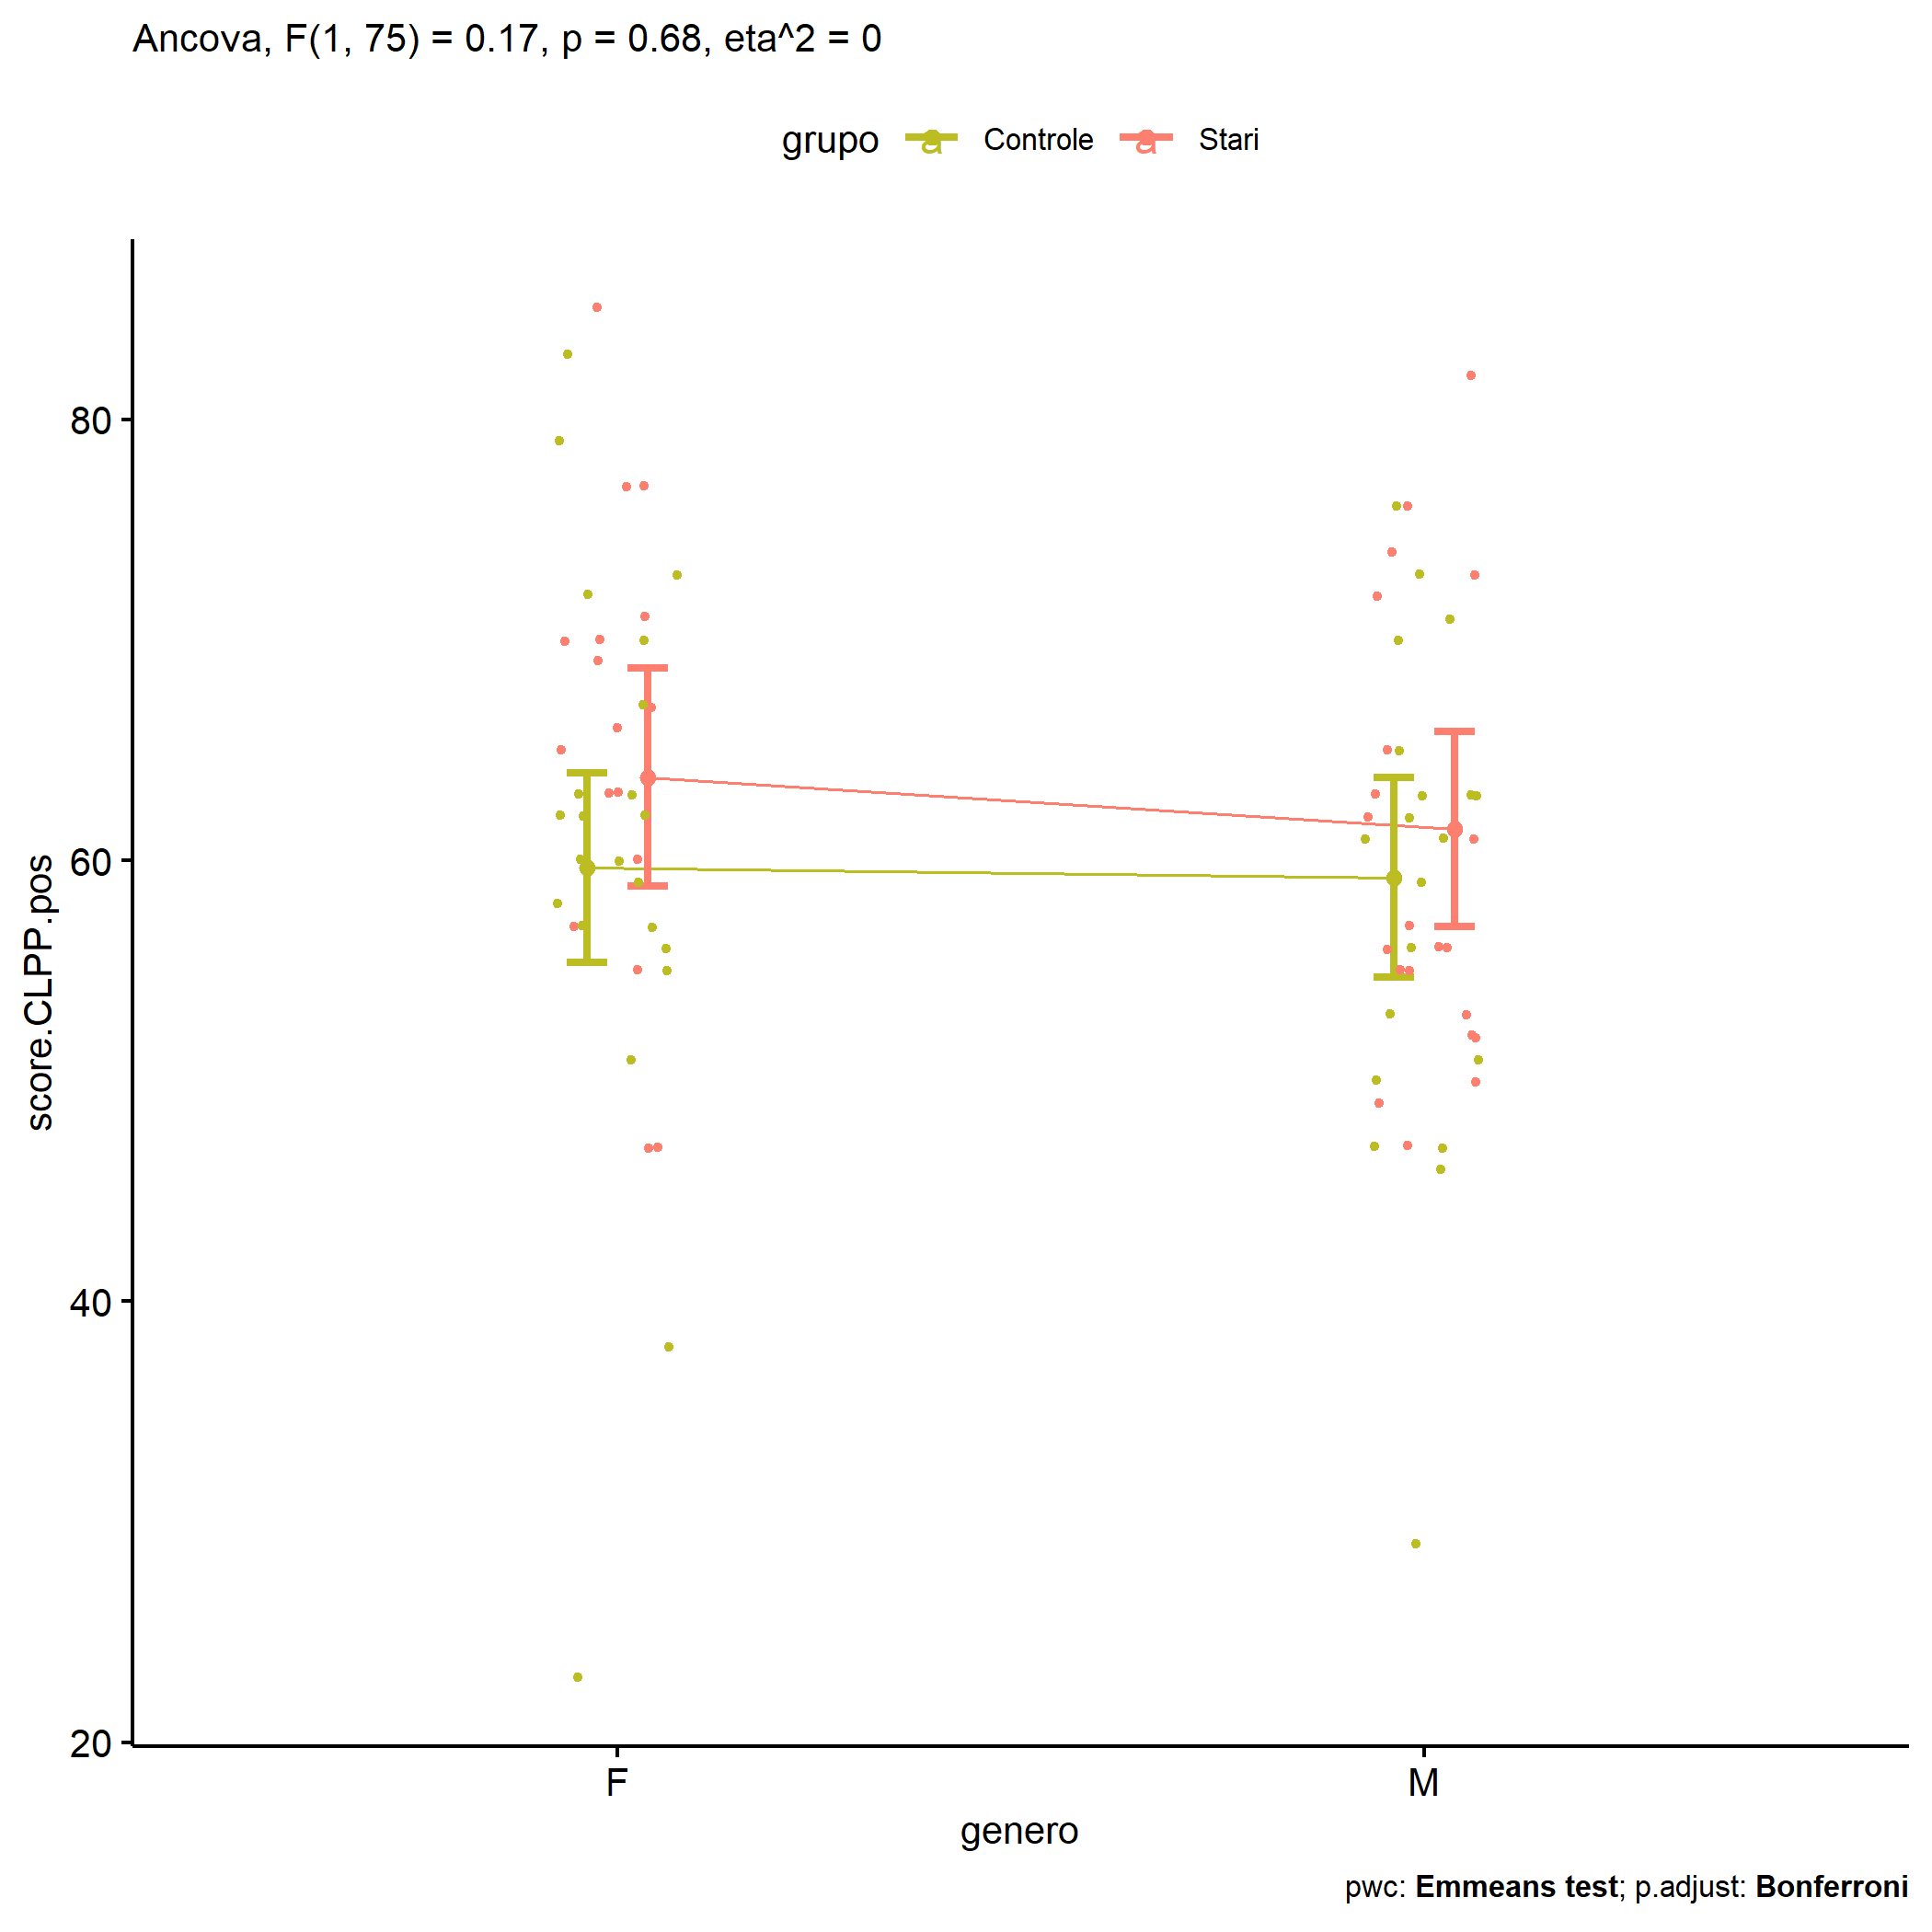 Ancova, F(1, 75) = 0.17, p = 0.68, eta^2 = 0
grupo a Controle a Stari
score.CLPP.pos
80
60
40
20
F M
genero
pwc: Emmeans test; p.adjust: Bonferroni